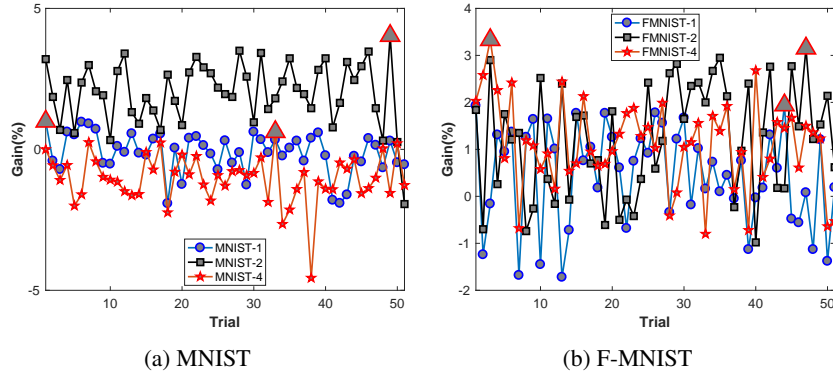 5
0
-5
Gain(%)
10
20
30
40
50
Trial
MNIST-1
MNIST-2
MNIST-4
(a) MNIST
4%
3
2
1
0
-1
-2
Gain(%)
10
20
30
40
50
Trial
FMNIST-1
FMNIST-2
FMNIST-4
(b) F-MNIST